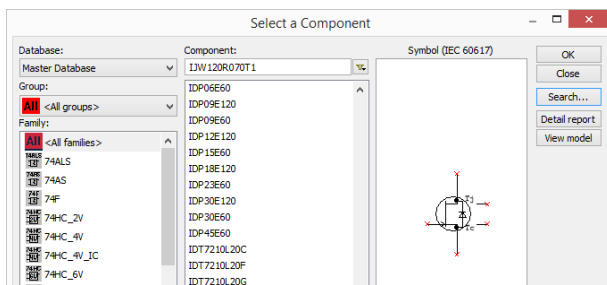 Select a Component
Database:
Master Database
Group:
All <All groups>
Family:
All <All families>
74ALS
74AS
74F
74HC_2V
74HC_4V
74HC_4V_IC
74HC_6V
Component:
IJW120R070T1
IDP06E60
IDP09E120
IDP09E60
IDP12E120
IDP15E60
IDP18E120
IDP23E60
IDP30E120
IDP30E60
IDP45E60
IDT7210L20C
IDT7210L20F
IDT7210L20G
Symbol (IEC 60617)
Tj
Tc
OK
Close
Search...
Detail report
View model